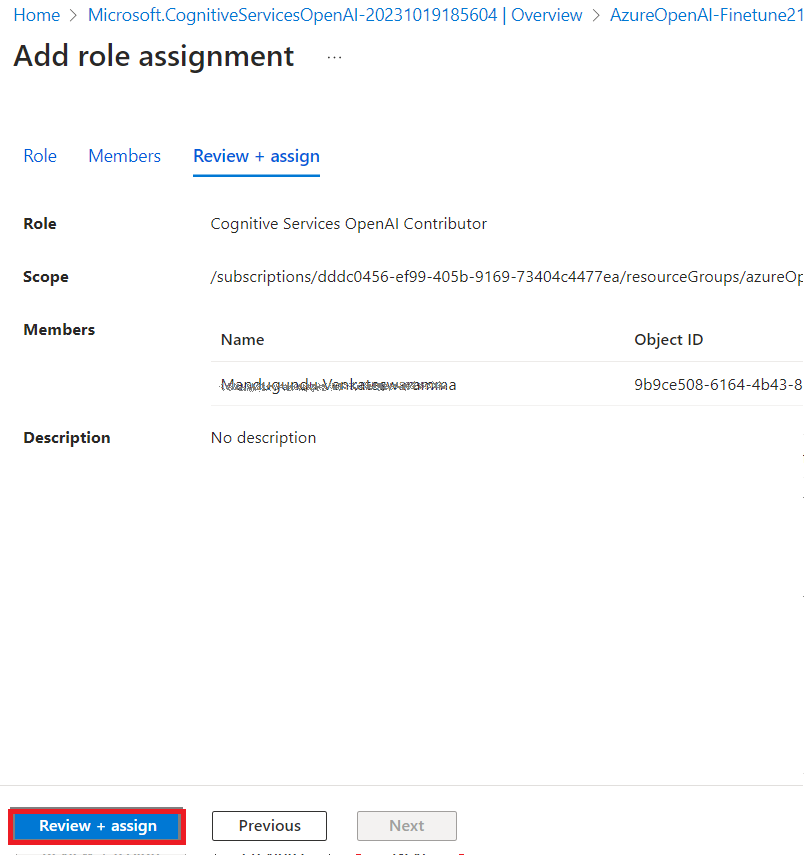 Home > Microsoft.CognitiveServicesOpenAI-20231019185604 | Overview > AzureOpenAI-Finetune21
Add role assignment ...
Role Members Review + assign
Role Cognitive Services OpenAI Contributor
Scope /subscriptions/dddc0456-ef99-405b-9169-73404c4477ea/resourceGroups/azureOp
Members
Name Object ID
9b9ce508-6164-4b43-8
Description No description
Review + assign Previous Next